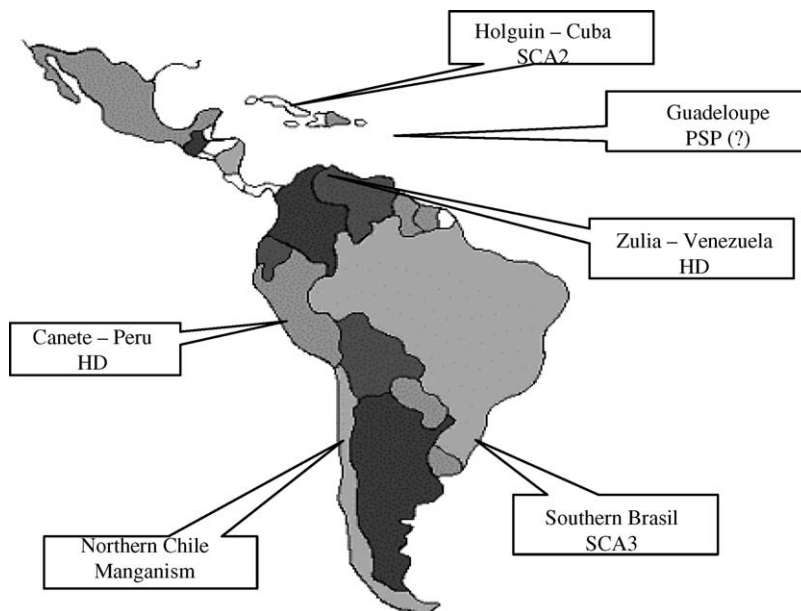 Holguin – Cuba
SCA2
Guadeloupe
PSP (?)
Zulia – Venezuela
HD
Canete – Peru
HD
Northern Chile
Manganism
Southern Brasil
SCA3